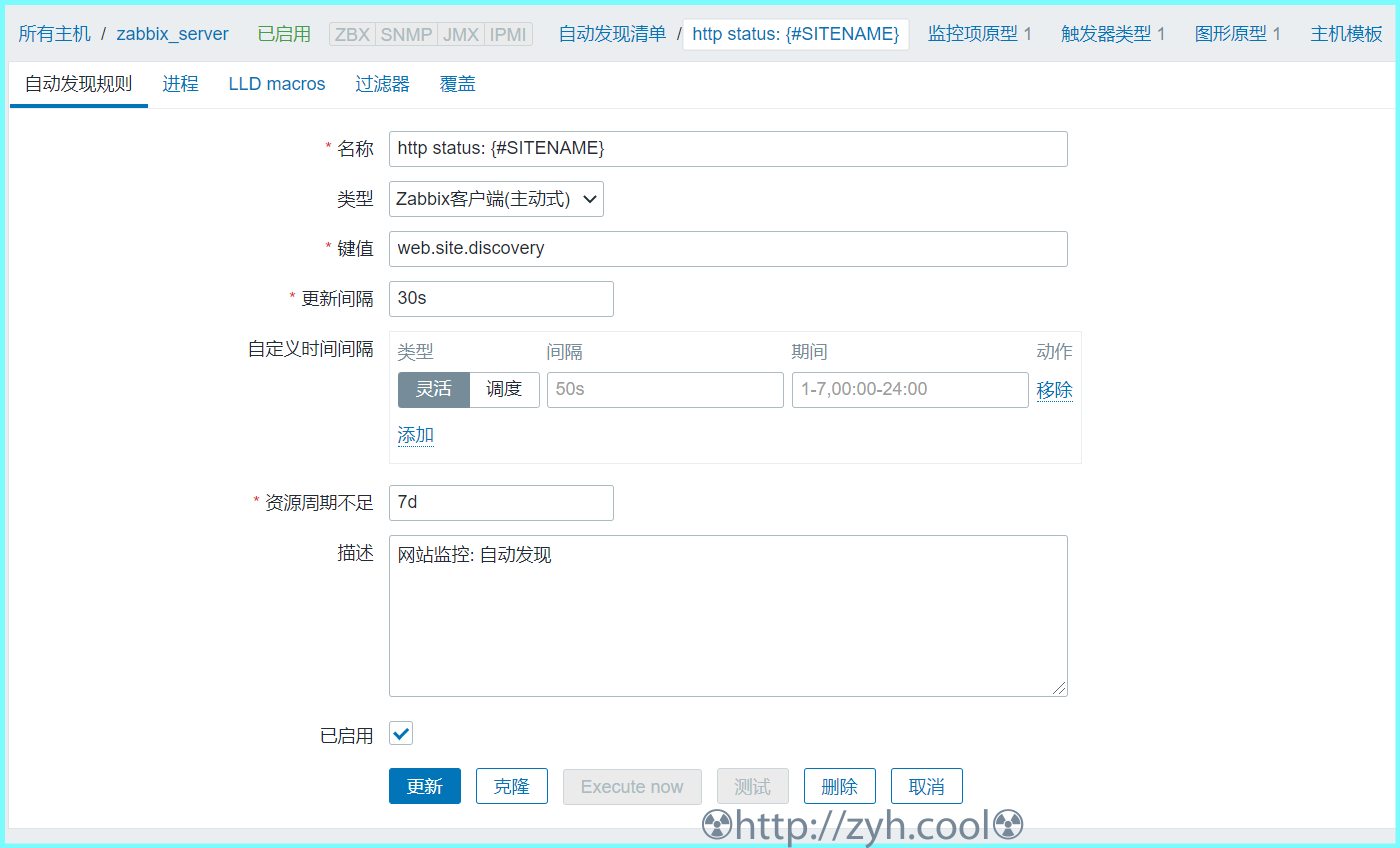 所有主机 / zabbix_server 已启用 ZBX SNMP JMX IPMI 自动发现清单 / http status: {#SITENAME} 监控项原型 1 触发器类型 1 图形原型 1 主机模板
自动发现规则 进程 LLD macros 过滤器 覆盖
* 名称 http status: {#SITENAME}
类型 Zabbix客户端(主动式)
* 键值 web.site.discovery
* 更新间隔 30s
自定义时间间隔 类型 间隔 期间 动作
灵活 调度 50s 1-7,00:00-24:00 移除
添加
* 资源周期不足 7d
描述 网站监控: 自动发现
已启用
更新 克隆 Execute now 测试 删除 取消
☢http://zyh.cool☢